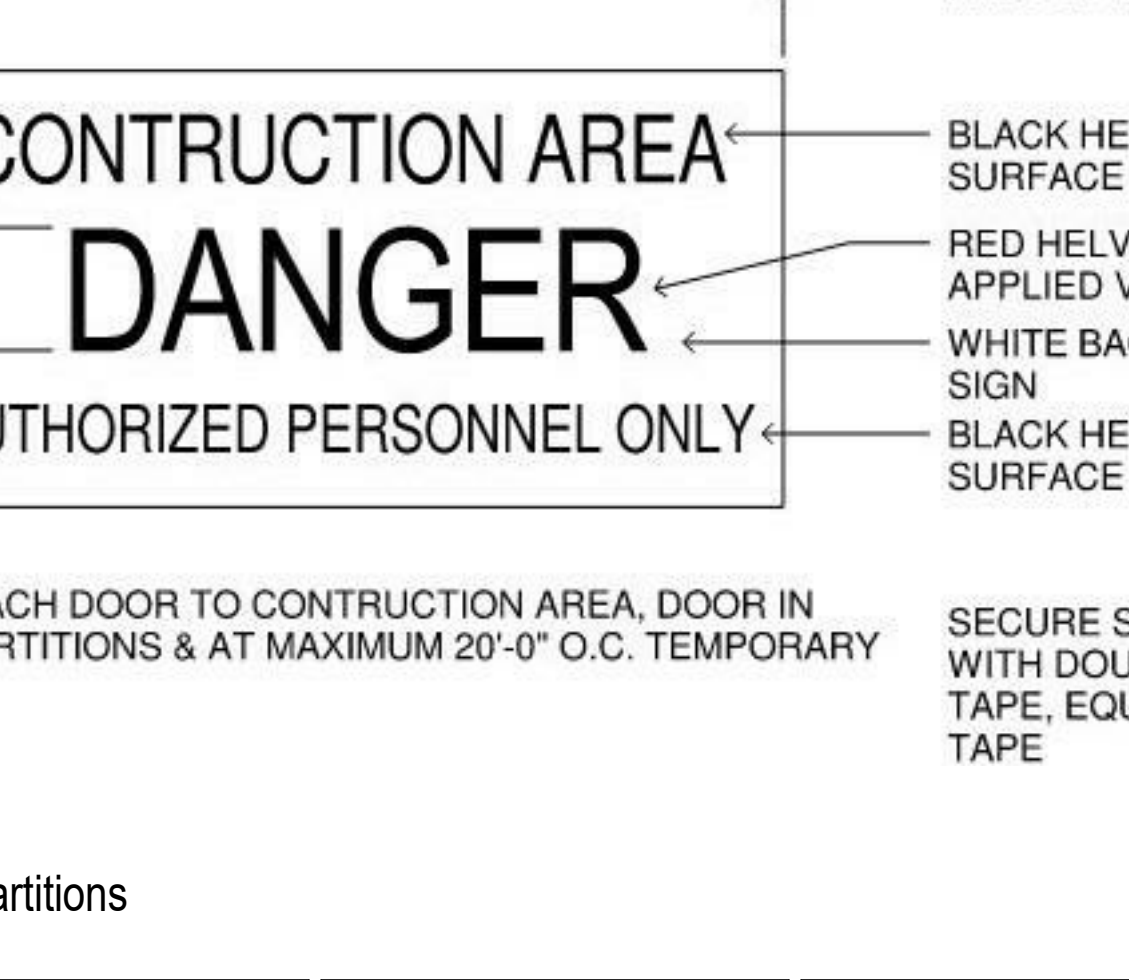 CONTRUCTION AREA
DANGER
UTHORIZED PERSONNEL ONLY
BLACK HE
SURFACE
RED HELV
APPLIED V
WHITE BAC
SIGN
BLACK HE
SURFACE
ACH DOOR TO CONTRUCTION AREA, DOOR IN
RTITIONS & AT MAXIMUM 20'-0" O.C. TEMPORARY
SECURE S
WITH DOU
TAPE, EQU
TAPE
artitions